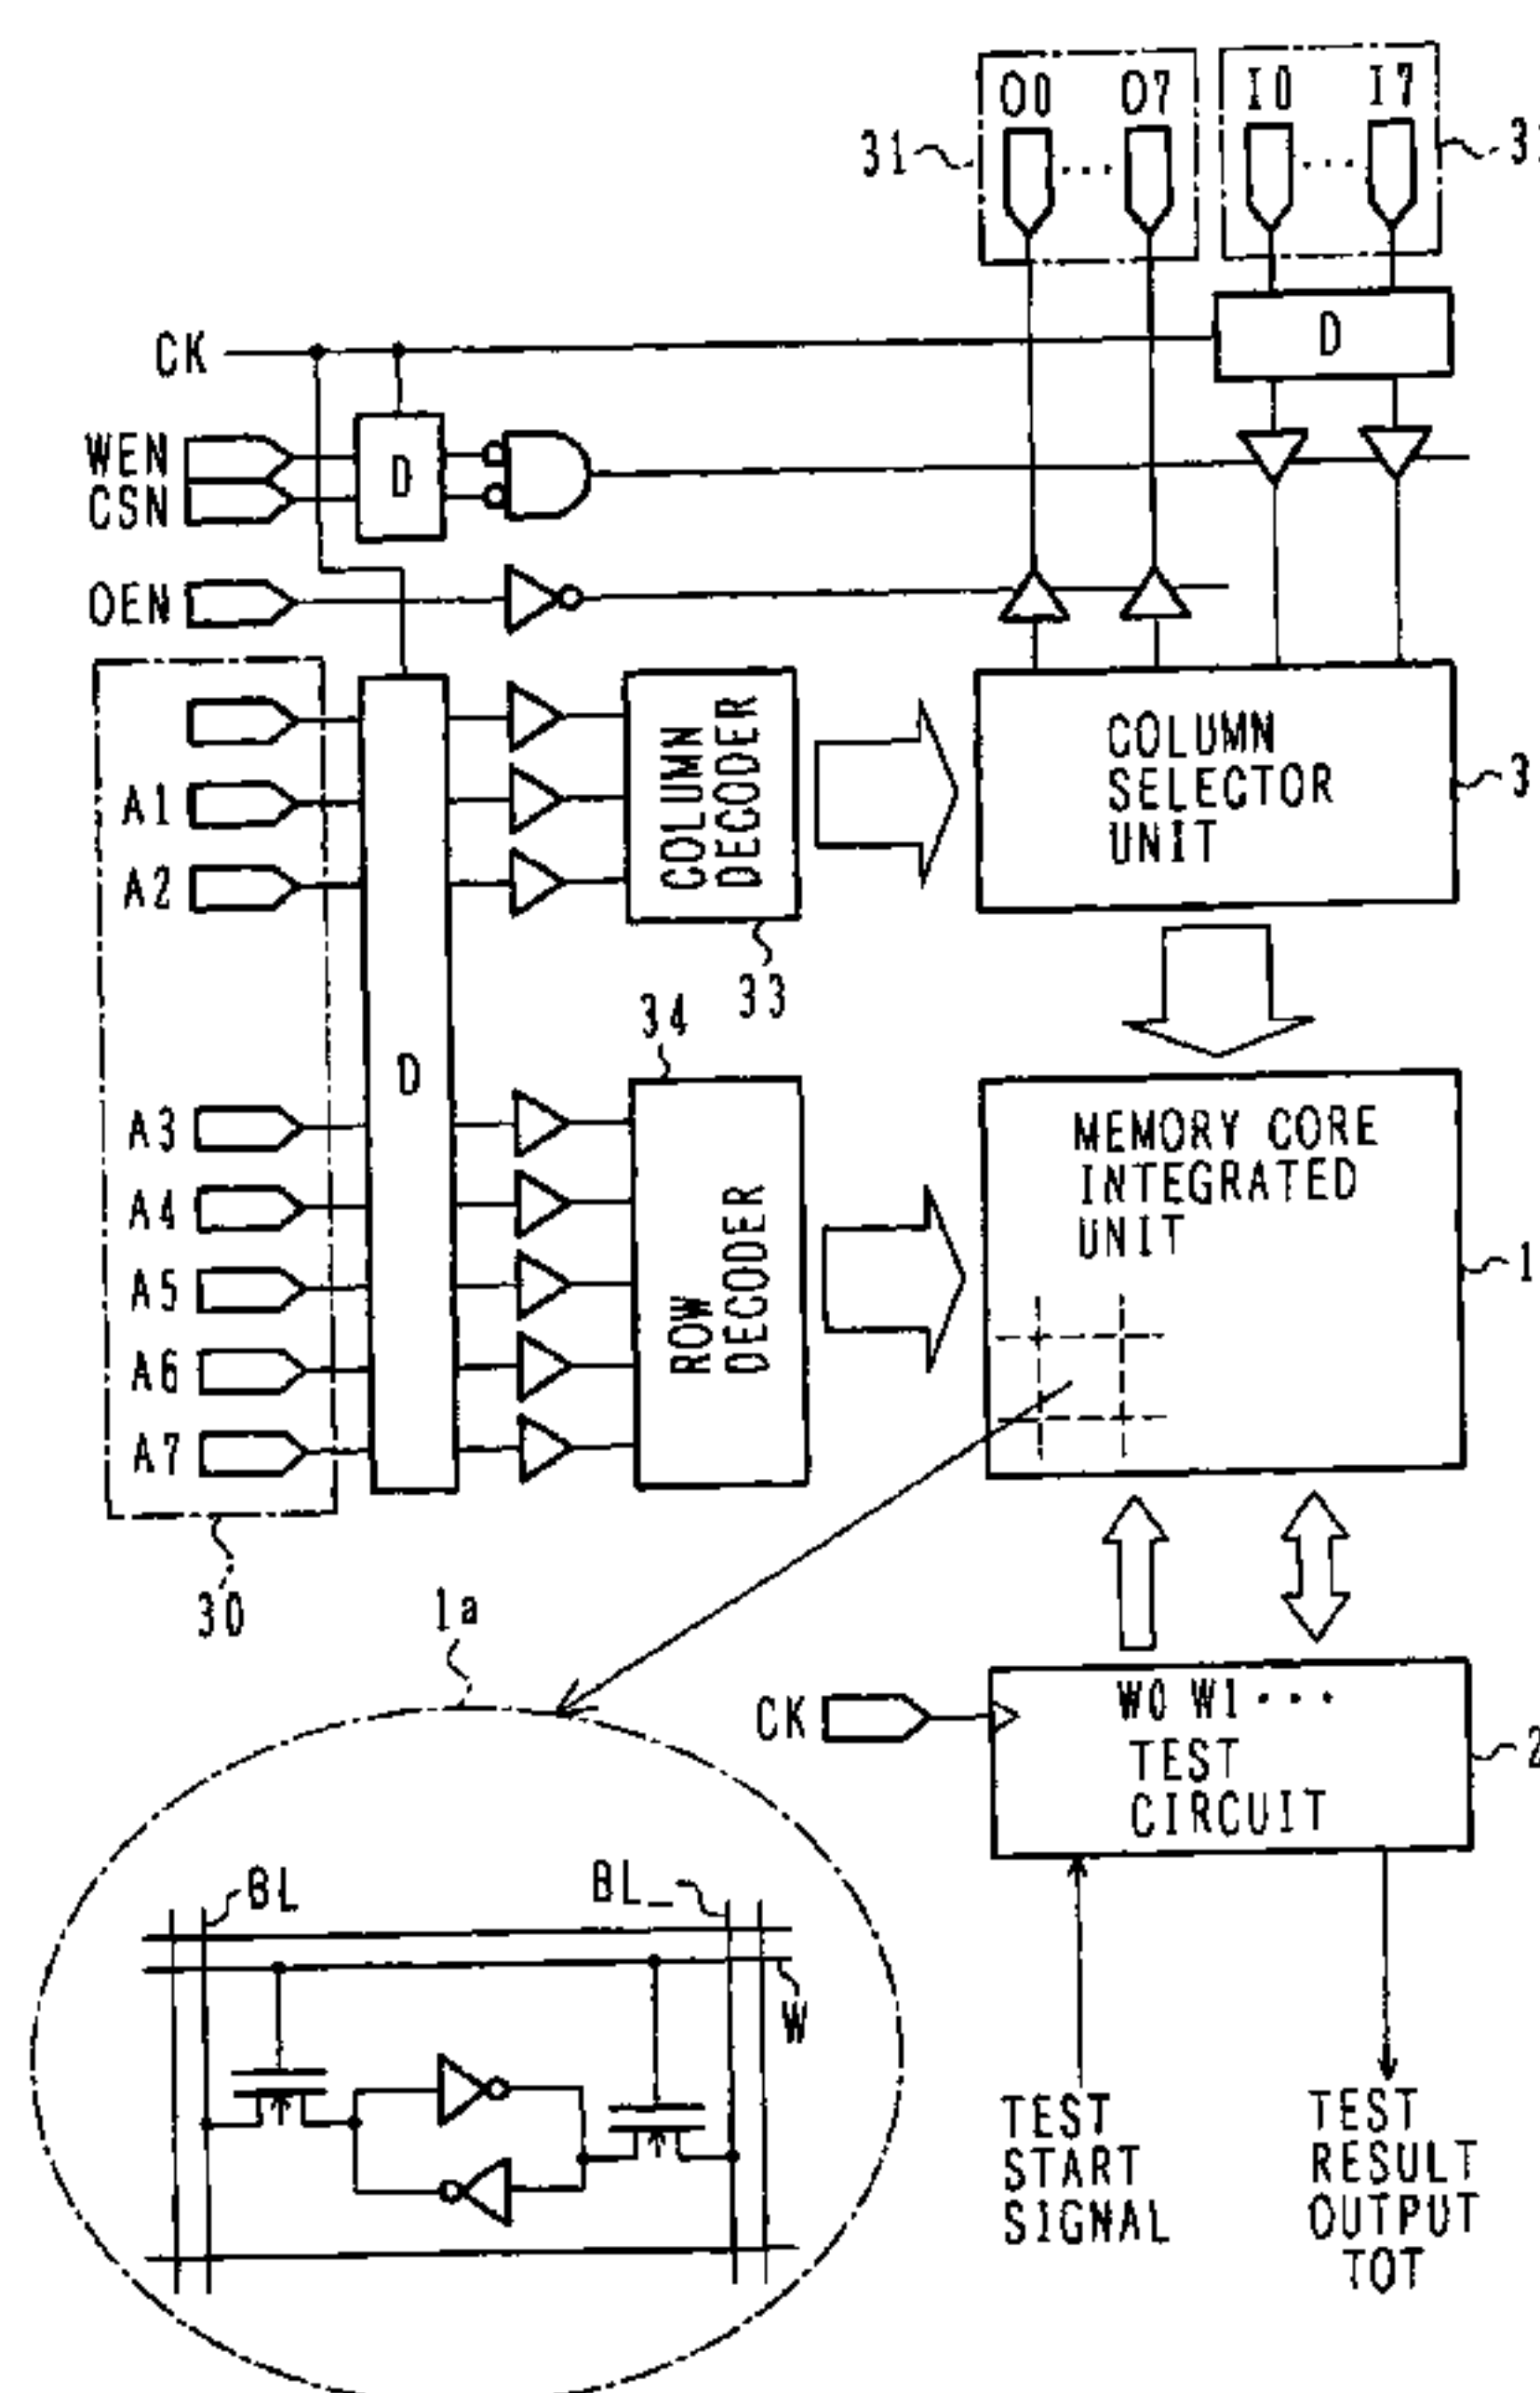 O0 O7 I0 I7
31
CK
D
WEN
D
CSN
OEN
COLUMN
DECODER
COLUMN
SELECTOR
UNIT
3
A1
A2
33
34
D
A3
A4
A5
A6
A7
ROW
DECODER
MEMORY CORE
INTEGRATED
UNIT
1
30
1a
CK
W0 W1 ···
TEST
CIRCUIT
2
BL
BL_
W
TEST
START
SIGNAL
TEST
RESULT
OUTPUT
TOT